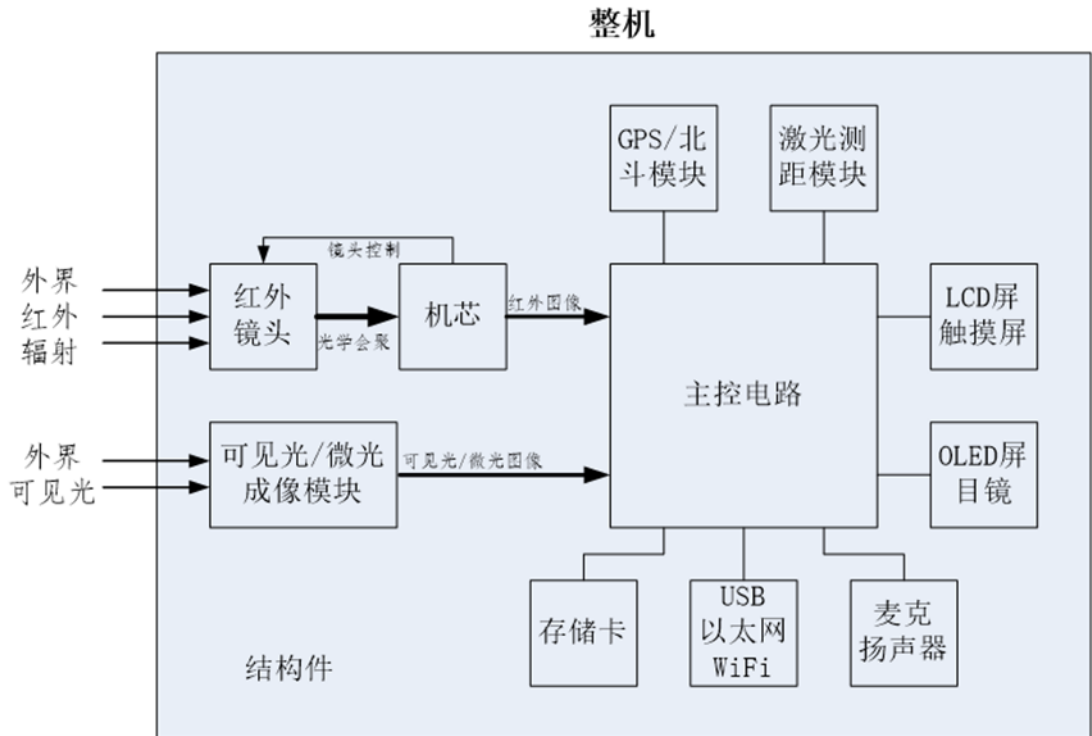 整机
GPS/北
斗模块
激光测
距模块
镜头控制
外界
红外
辐射
红外
镜头
光学会聚
机芯
红外图像
主控电路
LCD屏
触摸屏
外界
可见光
可见光/微光
成像模块
可见光/微光图像
OLED屏
目镜
存储卡
USB
以太网
WiFi
麦克
扬声器
结构件